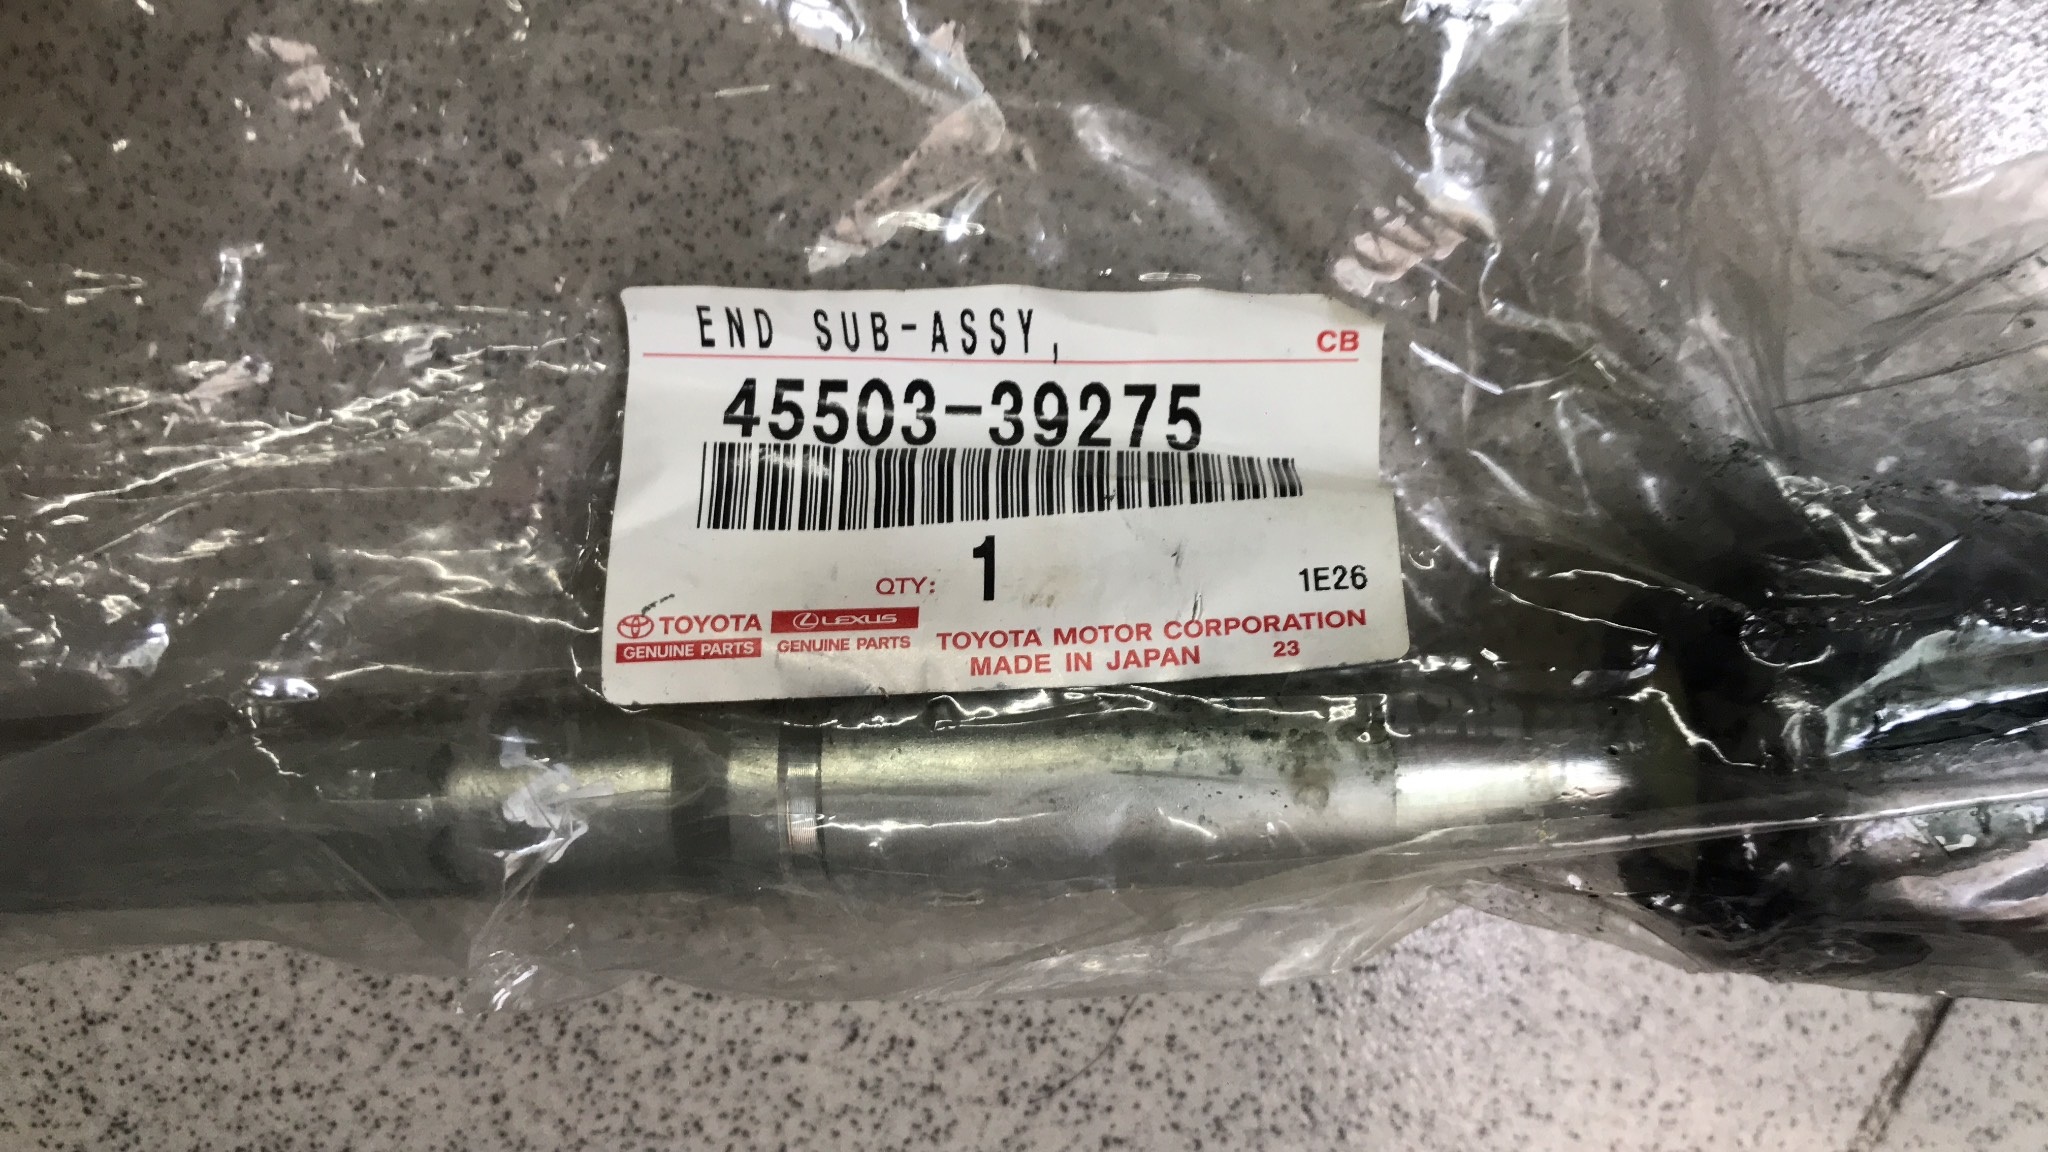 END SUB-ASSY,
CB
45503-39275
QTY: 1
1E26
TOYOTA
GENUINE PARTS
LEXUS
GENUINE PARTS
TOYOTA MOTOR CORPORATION
MADE IN JAPAN 23